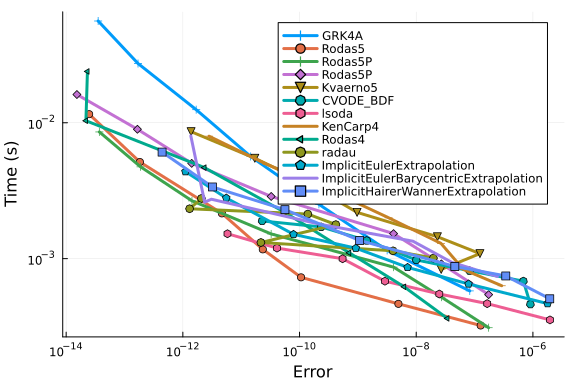 GRK4A
Rodas5
Rodas5P
Rodas5P
Kvaerno5
CVODE_BDF
lsoda
KenCarp4
Rodas4
radau
ImplicitEulerExtrapolation
ImplicitEulerBarycentricExtrapolation
ImplicitHairerWannerExtrapolation
10⁻²
10⁻³
Time (s)
10⁻¹⁴ 10⁻¹² 10⁻¹⁰ 10⁻⁸ 10⁻⁶
Error